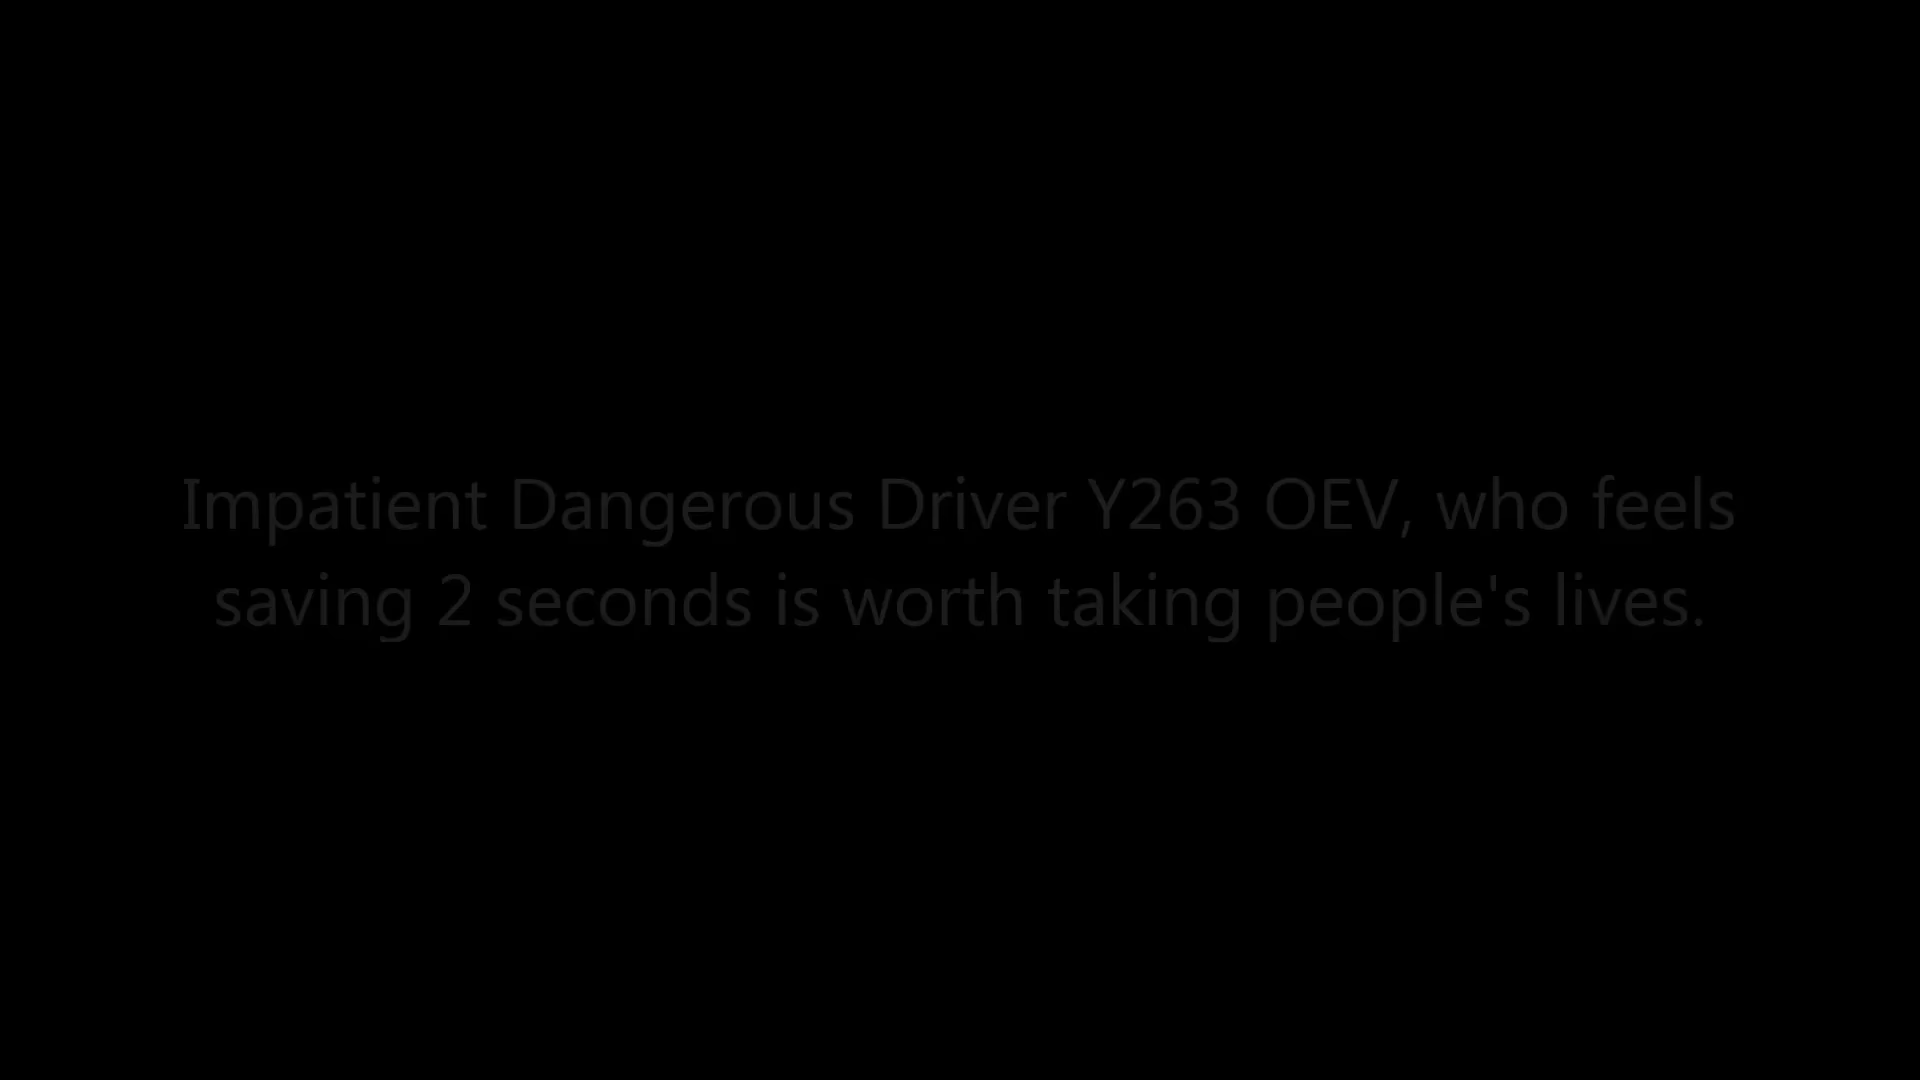 Impatient Dangerous Driver Y263 OEV, who feels
saving 2 seconds is worth taking people's lives.